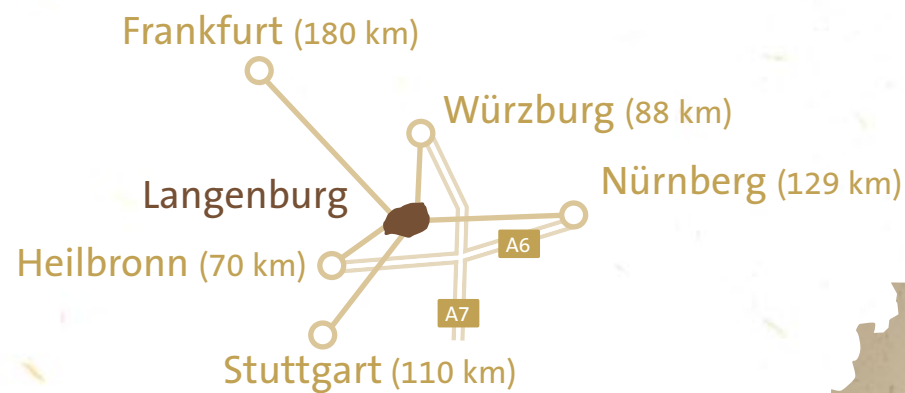 Frankfurt (180 km)
Würzburg (88 km)
Nürnberg (129 km)
Langenburg
A6
Heilbronn (70 km)
A7
Stuttgart (110 km)